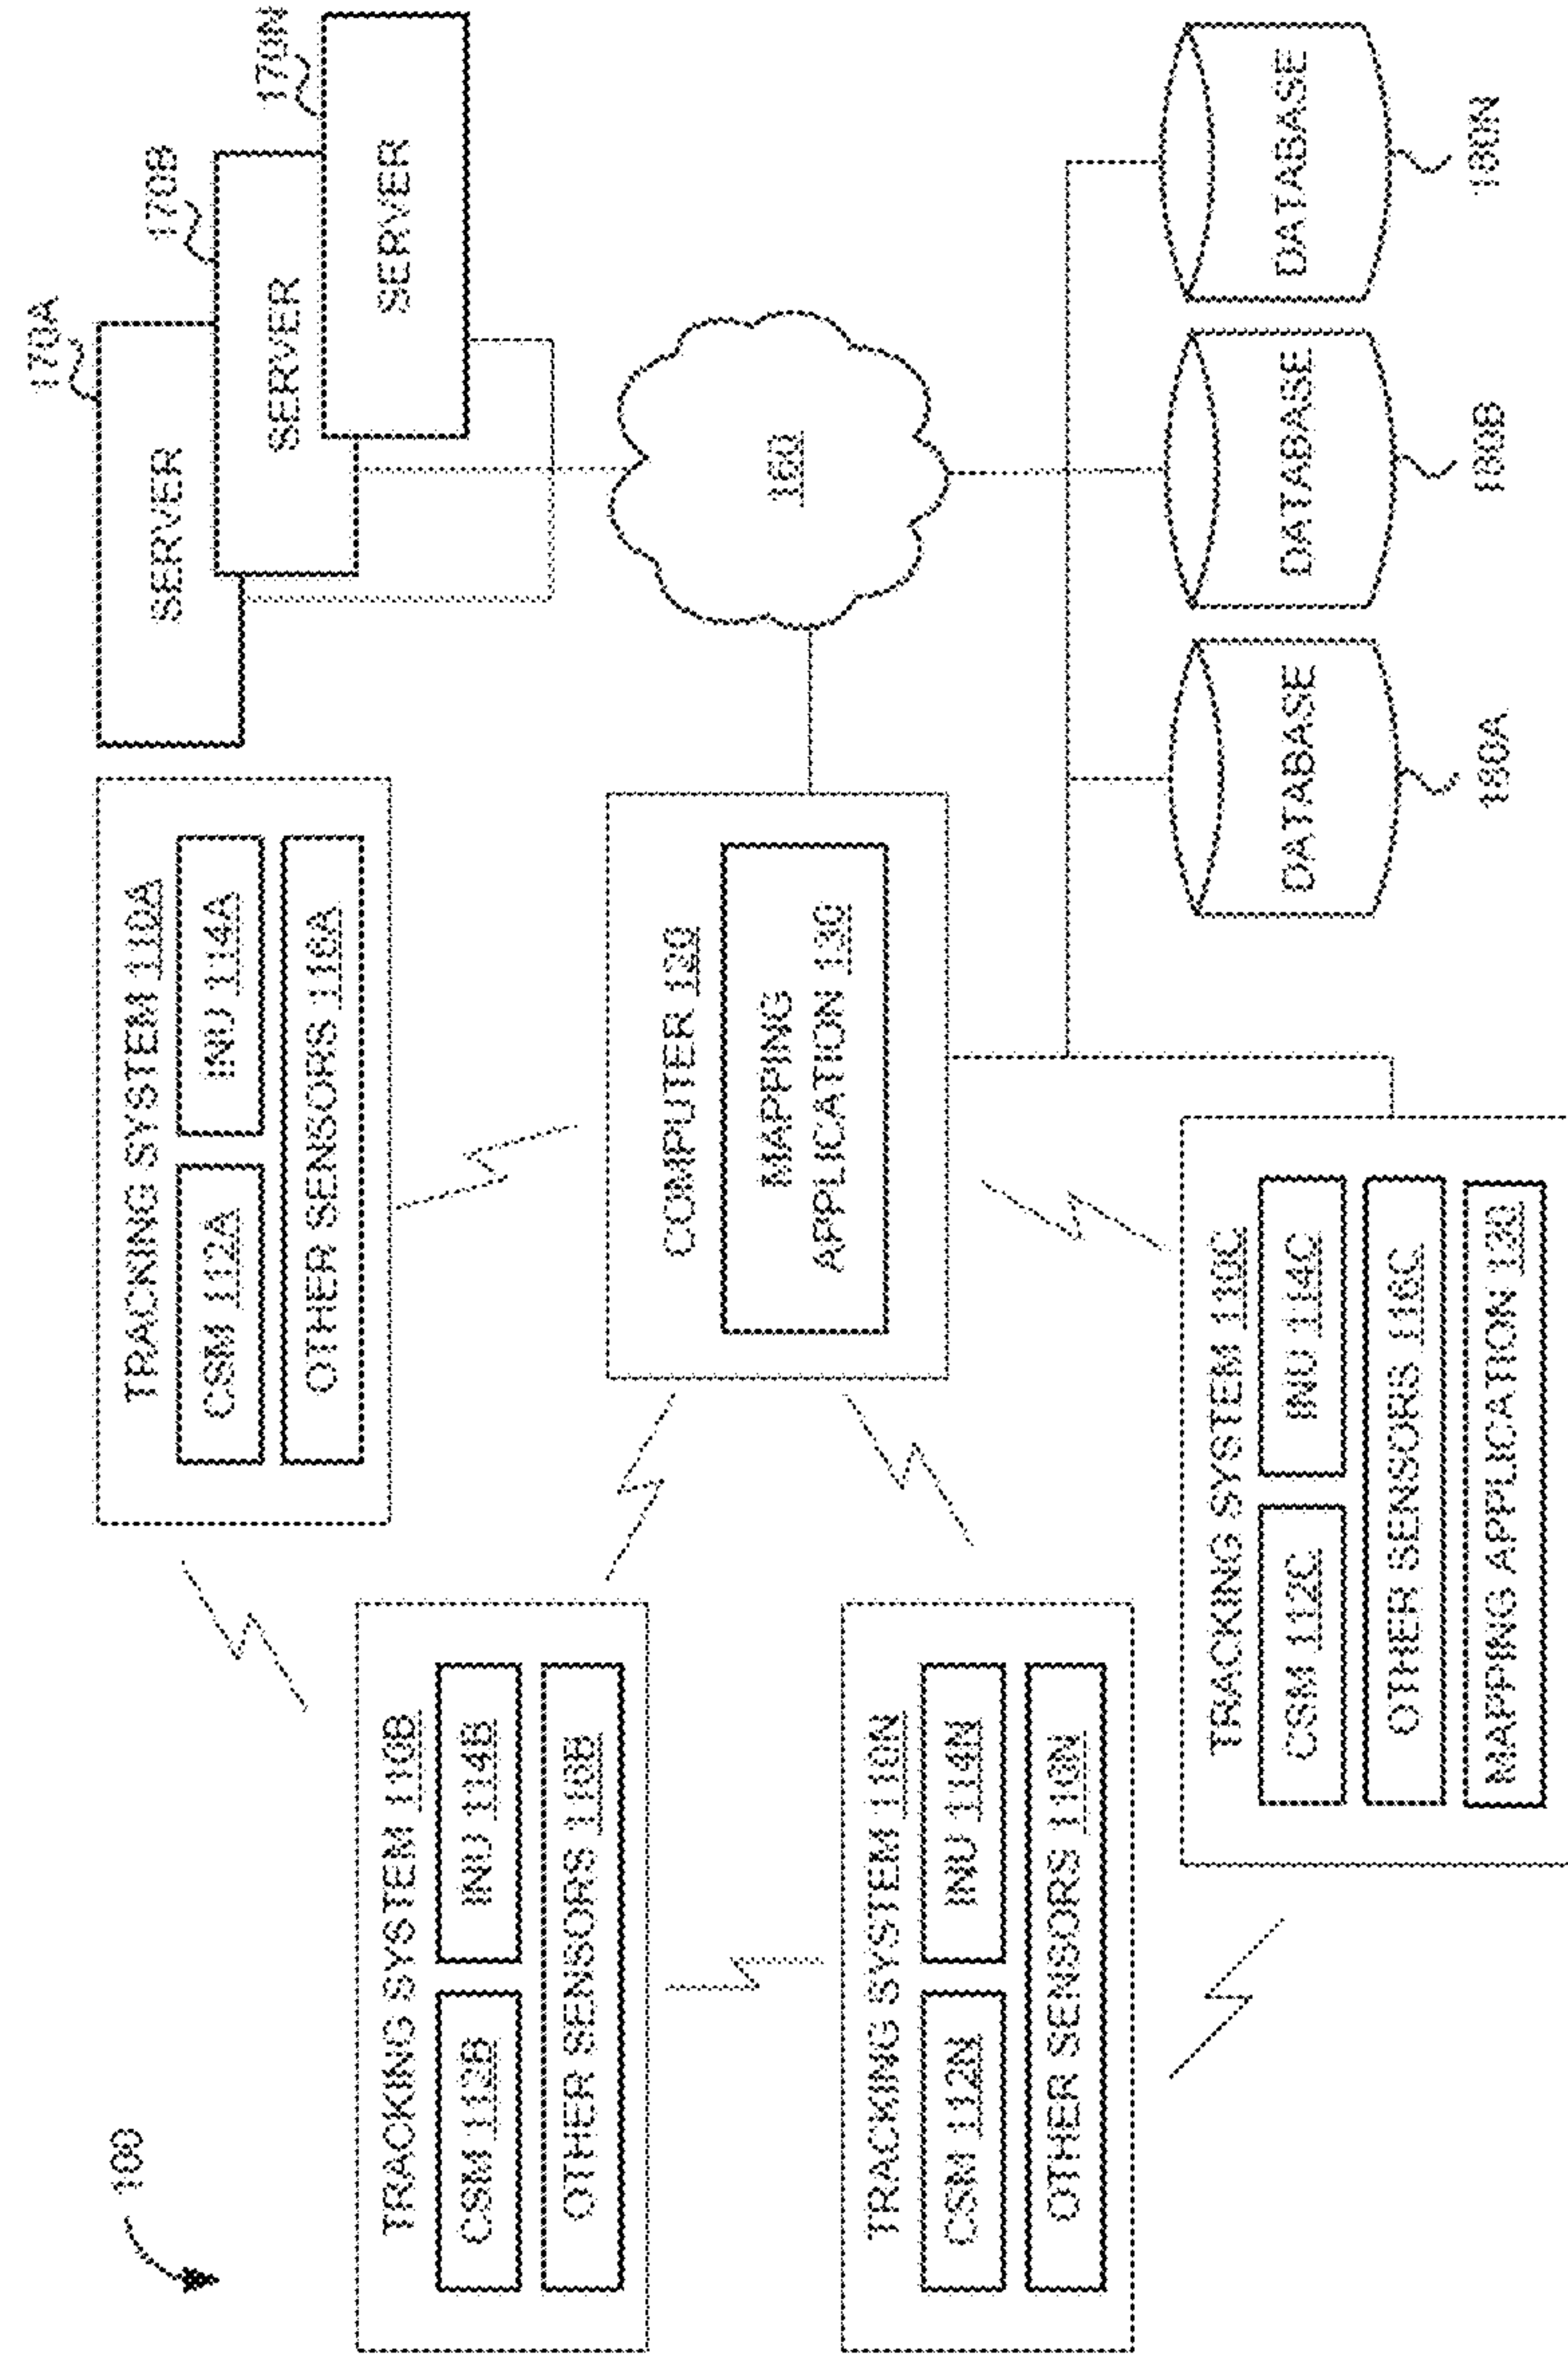 100
TRACKING SYSTEM 110A
CSM 112A
INU 114A
OTHER SENSORS 116A
170A
SERVER
170B
SERVER
170N
SERVER
TRACKING SYSTEM 110B
CSM 112B
INU 114B
OTHER SENSORS 116B
COMPUTER 120
MAPPING
APPLICATION 130
160
TRACKING SYSTEM 110N
CSM 112N
INU 114N
OTHER SENSORS 116N
TRACKING SYSTEM 110C
CSM 112C
INU 114C
OTHER SENSORS 116C
MAPPING APPLICATION 130
DATABASE
180A
DATABASE
180B
DATABASE
180N